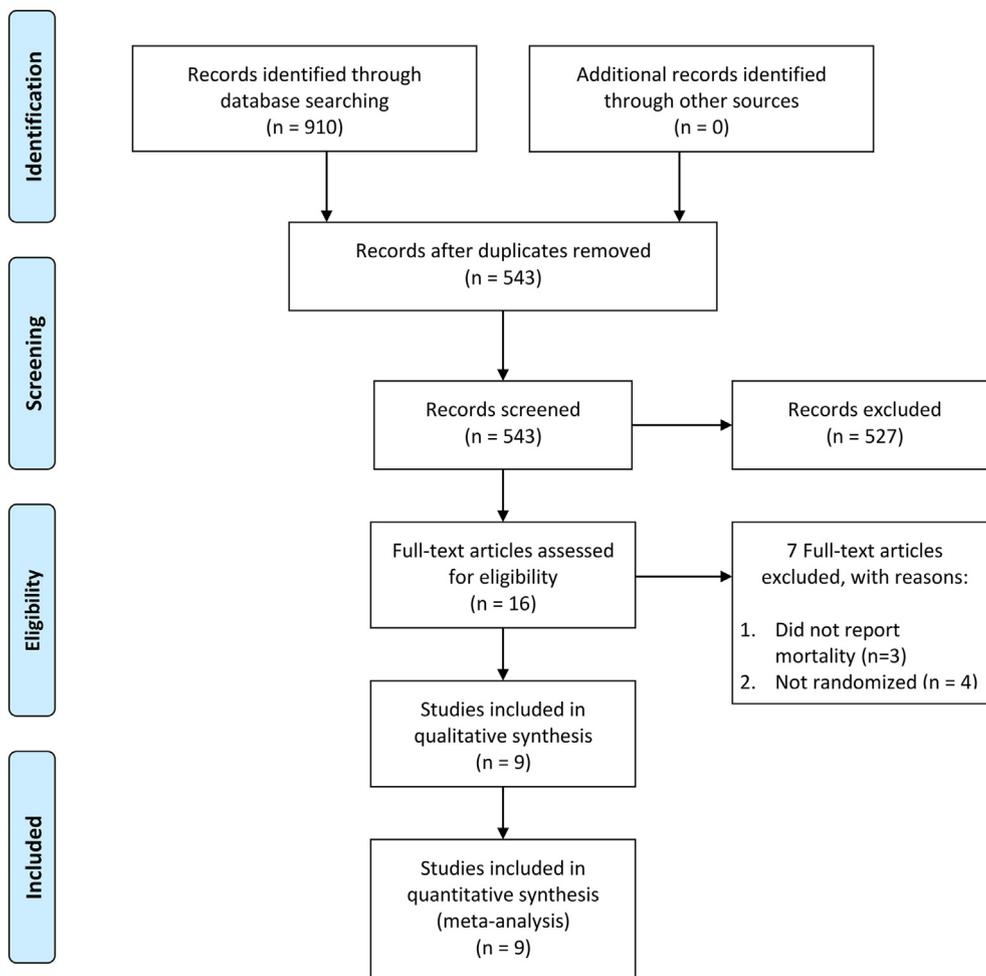 Identification
Records identified through
database searching
(n = 910)
Additional records identified
through other sources
(n = 0)
Records after duplicates removed
(n = 543)
Screening
Records screened
(n = 543)
Records excluded
(n = 527)
Eligibility
Full-text articles assessed
for eligibility
(n = 16)
7 Full-text articles
excluded, with reasons:
1. Did not report
mortality (n=3)
2. Not randomized (n = 4)
Studies included in
qualitative synthesis
(n = 9)
Included
Studies included in
quantitative synthesis
(meta-analysis)
(n = 9)